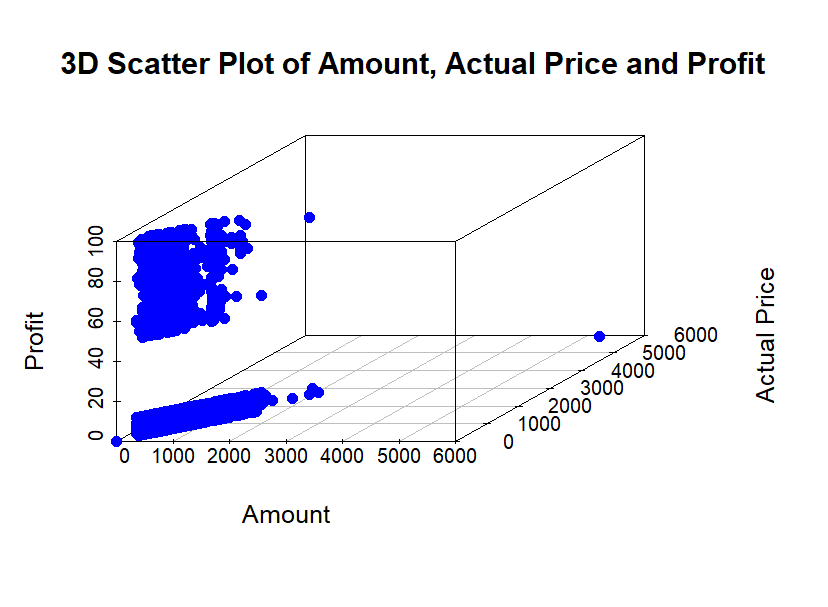 3D Scatter Plot of Amount, Actual Price and Profit
Profit
100
80
60
40
20
0
0 1000 2000 3000 4000 5000 6000
Amount
0
1000
2000
3000
4000
5000
6000
Actual Price